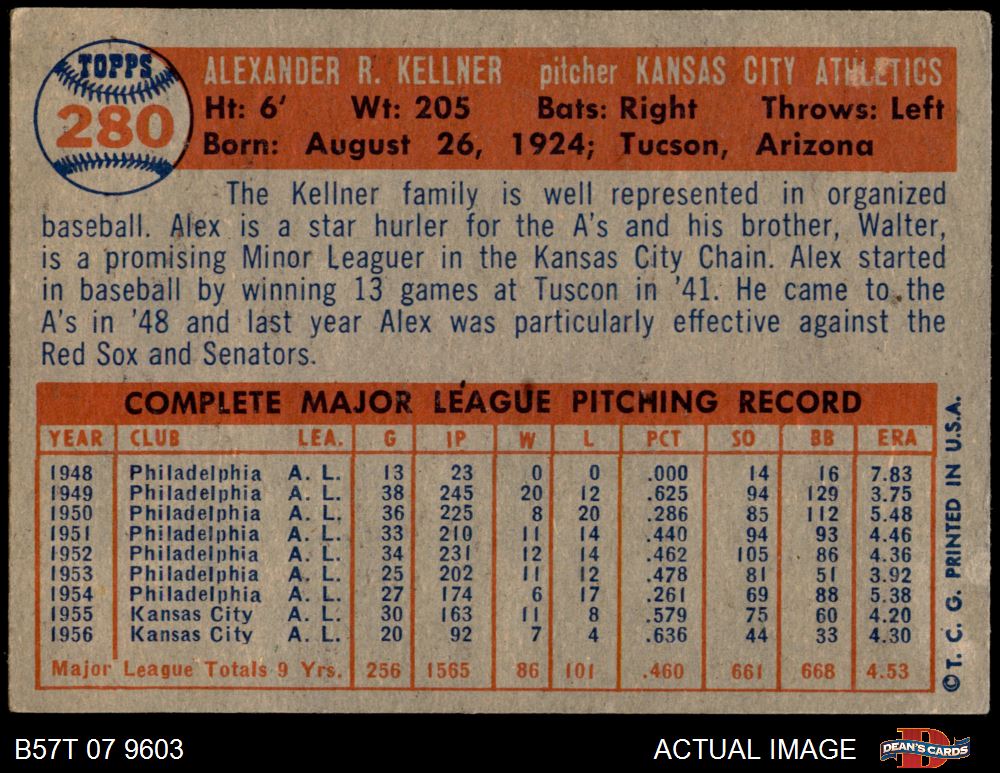 TOPPS
280
ALEXANDER R. KELLNER pitcher KANSAS CITY ATHLETICS
Ht: 6' Wt: 205 Bats: Right Throws: Left
Born: August 26, 1924; Tucson, Arizona
The Kellner family is well represented in organized
baseball. Alex is a star hurler for the A's and his brother, Walter,
is a promising Minor Leaguer in the Kansas City Chain. Alex started
in baseball by winning 13 games at Tuscon in '41. He came to the
A's in '48 and last year Alex was particularly effective against the
Red Sox and Senators.
COMPLETE MAJOR LEAGUE PITCHING RECORD
YEAR CLUB LEA. G IP W L PCT SO BB ERA
1948 Philadelphia A. L. 13 23 0 0 .000 14 16 7.83
1949 Philadelphia A. L. 38 245 20 12 .625 94 129 3.75
1950 Philadelphia A. L. 36 225 8 20 .286 85 112 5.48
1951 Philadelphia A. L. 33 210 11 14 .440 94 93 4.46
1952 Philadelphia A. L. 34 231 12 14 .462 105 86 4.36
1953 Philadelphia A. L. 25 202 11 12 .478 81 51 3.92
1954 Philadelphia A. L. 27 174 6 17 .261 69 88 5.38
1955 Kansas City A. L. 30 163 11 8 .579 75 60 4.20
1956 Kansas City A. L. 20 92 7 4 .636 44 33 4.30
Major League Totals 9 Yrs. 256 1565 86 101 .460 661 668 4.53
©T. C. G. PRINTED IN U.S.A.
B57T 07 9603 ACTUAL IMAGE DEAN'S CARDS